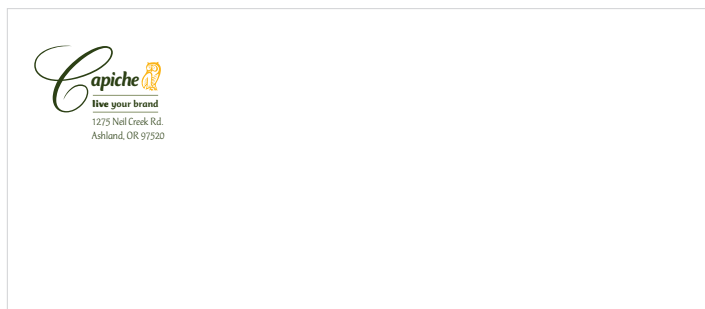 Capiche
live your brand
1275 Neil Creek Rd.
Ashland, OR 97520